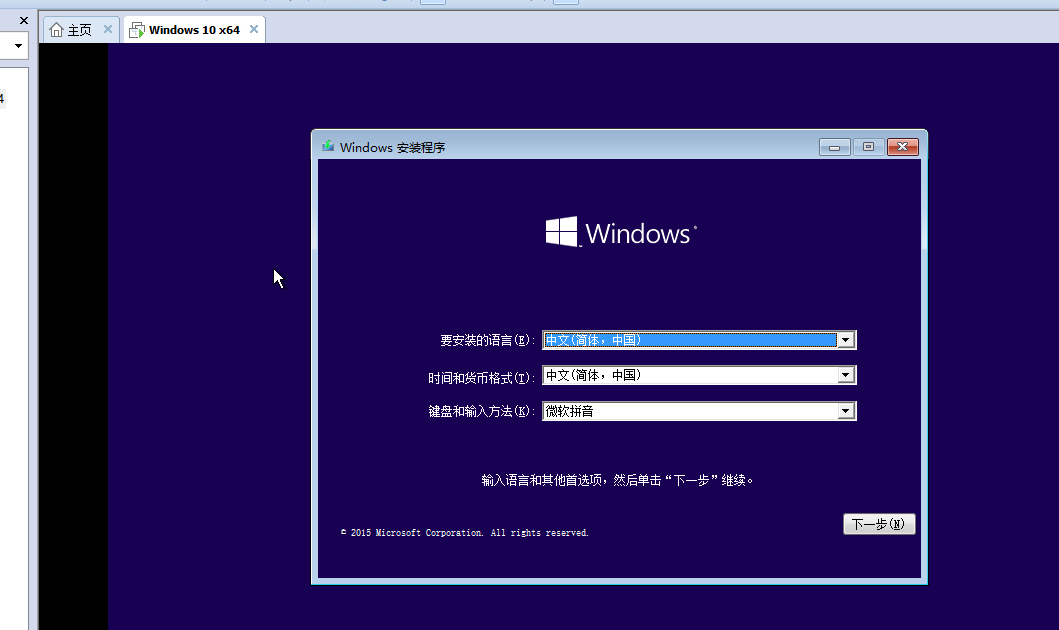 主页
Windows 10 x64
4
Windows 安装程序
Windows
要安装的语言(E):
中文(简体，中国)
时间和货币格式(T):
中文(简体，中国)
键盘和输入方法(K):
微软拼音
输入语言和其他首选项，然后单击“下一步”继续。
下一步(N)
© 2015 Microsoft Corporation. All rights reserved.